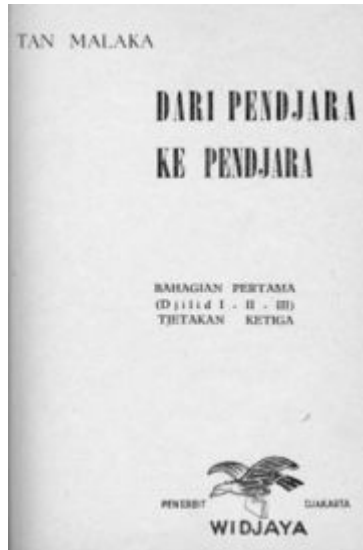 TAN MALAKA
DARI PENDJARA
KE PENDJARA
BAHAGIAN PERTAMA
(Djilid I - II - III)
TJETAKAN KETIGA
PENERBIT DJAKARTA
WIDJAYA